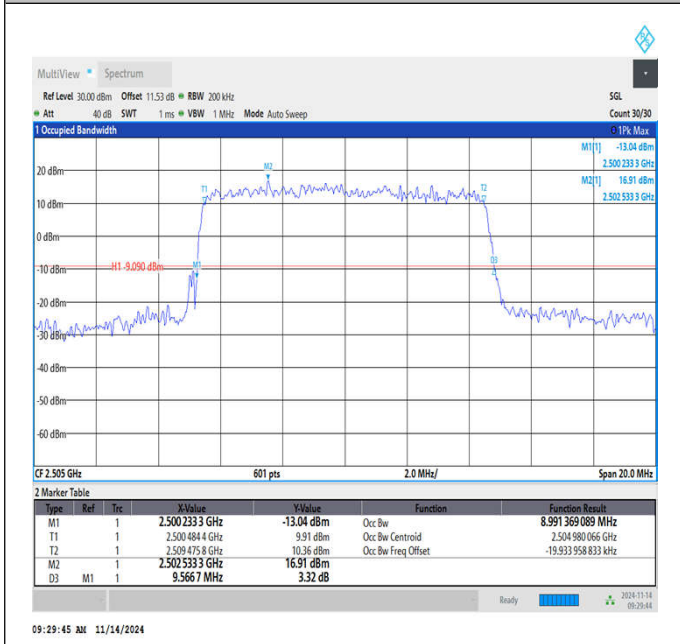 MultiView Spectrum
Ref Level 30.00 dBm Offset 11.53 dB RBW 200 kHz SGL
Att 40 dB SWT 1 ms VBW 1 MHz Mode Auto Sweep Count 30/30
1 Occupied Bandwidth 1Pk Max
M1[1] -13.04 dBm
2.500 233 3 GHz
M2[1] 16.91 dBm
2.502 533 3 GHz
M2
T1
T2
20 dBm
10 dBm
0 dBm
H1 -9.090 dBm
M1
D3
-10 dBm
-20 dBm
-30 dBm
-40 dBm
-50 dBm
-60 dBm
CF 2.505 GHz 601 pts 2.0 MHz/ Span 20.0 MHz
2 Marker Table
Type Ref Trc X-Value Y-Value Function Function Result
M1 1 2.500 233 3 GHz -13.04 dBm Occ Bw 8.991 369 089 MHz
T1 1 2.500 484 4 GHz 9.91 dBm Occ Bw Centroid 2.504 980 066 GHz
T2 1 2.509 475 8 GHz 10.36 dBm Occ Bw Freq Offset -19.933 958 833 kHz
M2 1 2.502 533 3 GHz 16.91 dBm
D3 M1 1 9.566 7 MHz 3.32 dB
Ready 2024-11-14
09:29:44
09:29:45 AM 11/14/2024